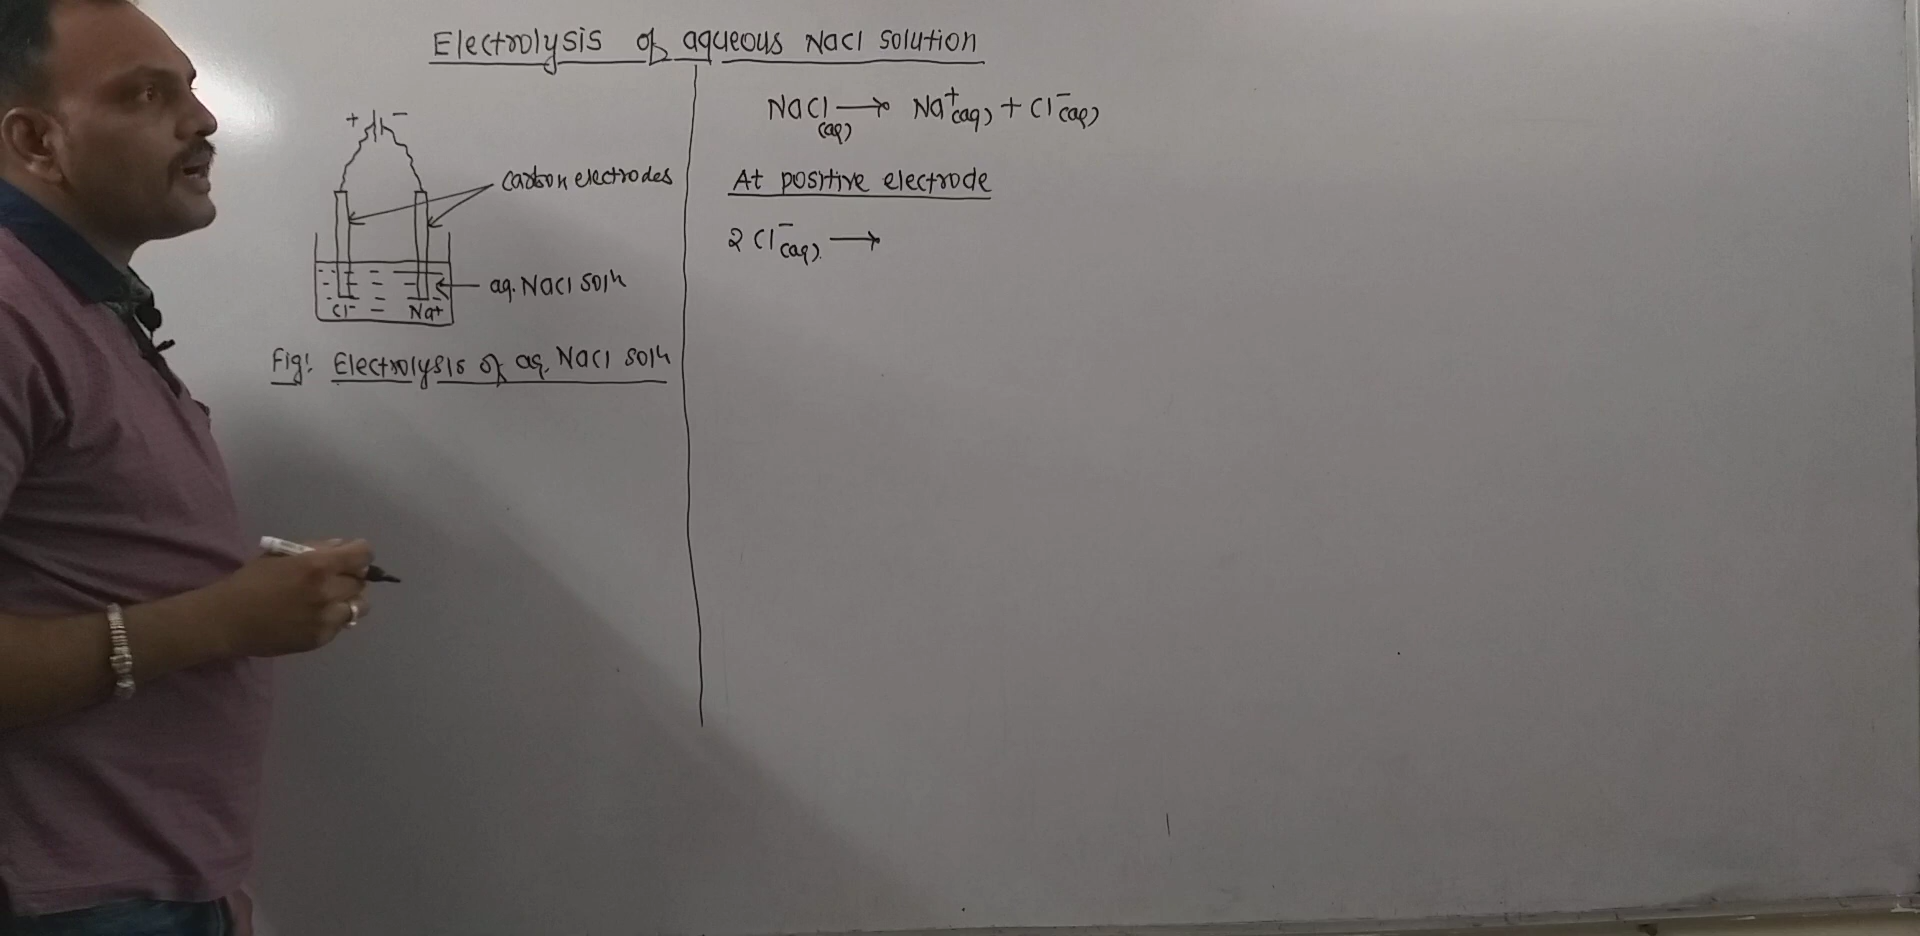 Electrolysis of aqueous NaCl solution
+ −
carbon electrodes
aq. NaCl soln
Cl⁻ Na⁺
Fig: Electrolysis of aq. NaCl soln
NaCl(aq) → Na⁺(aq) + Cl⁻(aq)
At positive electrode
2Cl⁻(aq) →